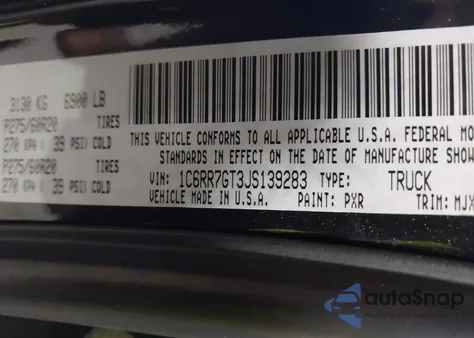 3130 KG 6900 LB
P275/60R20 TIRES
270 KPA( 39 PSI) COLD
P275/60R20 TIRES
270 KPA( 39 PSI) COLD
THIS VEHICLE CONFORMS TO ALL APPLICABLE U.S.A. FEDERAL MO
STANDARDS IN EFFECT ON THE DATE OF MANUFACTURE SHOW
VIN: 1C6RR7GT3JS139283 TYPE: TRUCK
VEHICLE MADE IN U.S.A. PAINT: PXR TRIM: MJX
autoSnap